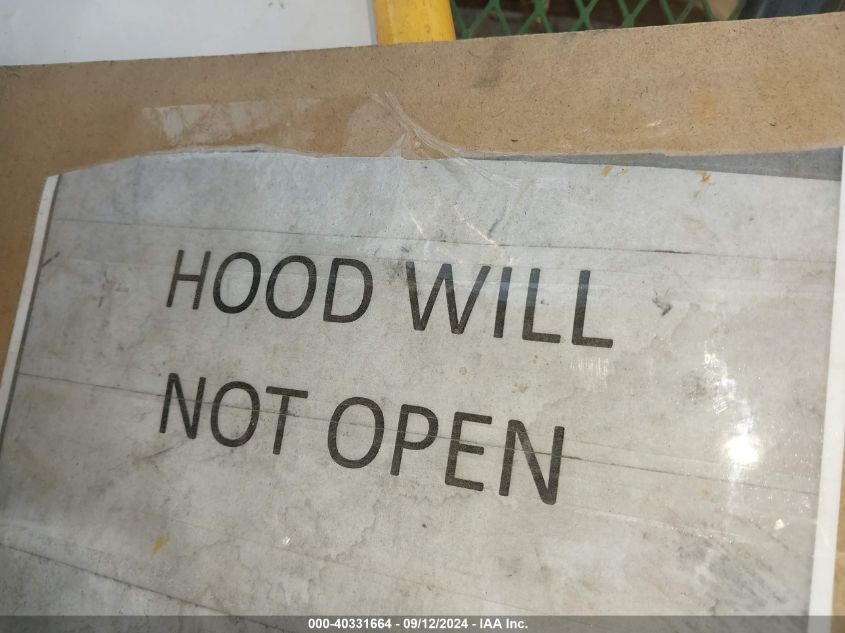 HOOD WILL
NOT OPEN
000-40331664 - 09/12/2024 - IAA Inc.